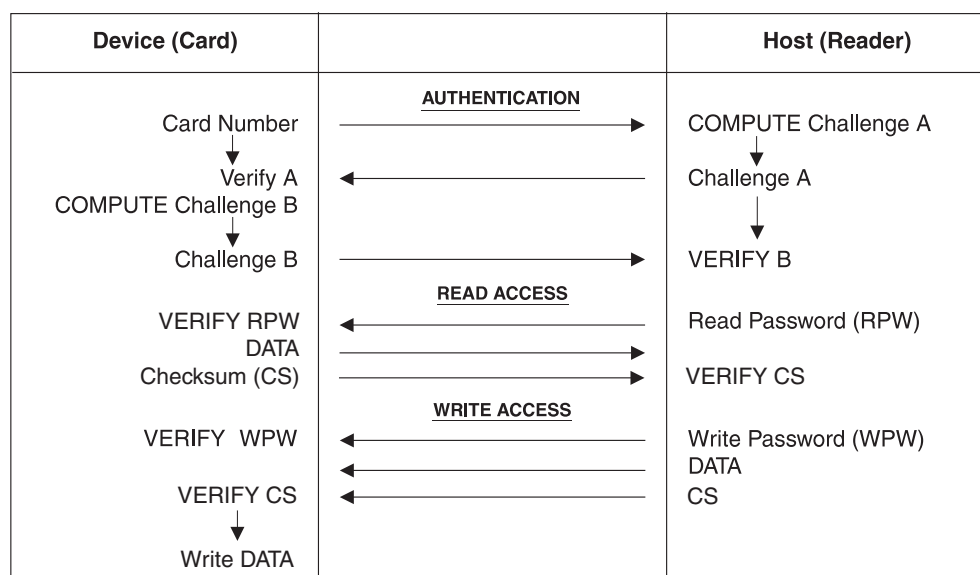 Device (Card) Host (Reader)
AUTHENTICATION
Card Number COMPUTE Challenge A
Verify A Challenge A
COMPUTE Challenge B
Challenge B VERIFY B
READ ACCESS
VERIFY RPW Read Password (RPW)
DATA
Checksum (CS) VERIFY CS
WRITE ACCESS
VERIFY WPW Write Password (WPW)
DATA
VERIFY CS CS
Write DATA